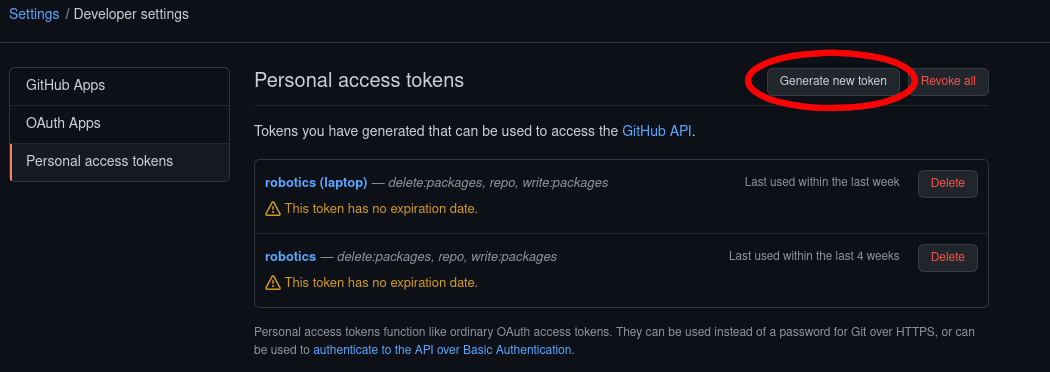 Settings / Developer settings
GitHub Apps
OAuth Apps
Personal access tokens
Personal access tokens
Generate new token
Revoke all
Tokens you have generated that can be used to access the GitHub API.
robotics (laptop) — delete:packages, repo, write:packages
Last used within the last week
Delete
This token has no expiration date.
robotics — delete:packages, repo, write:packages
Last used within the last 4 weeks
Delete
This token has no expiration date.
Personal access tokens function like ordinary OAuth access tokens. They can be used instead of a password for Git over HTTPS, or can
be used to authenticate to the API over Basic Authentication.